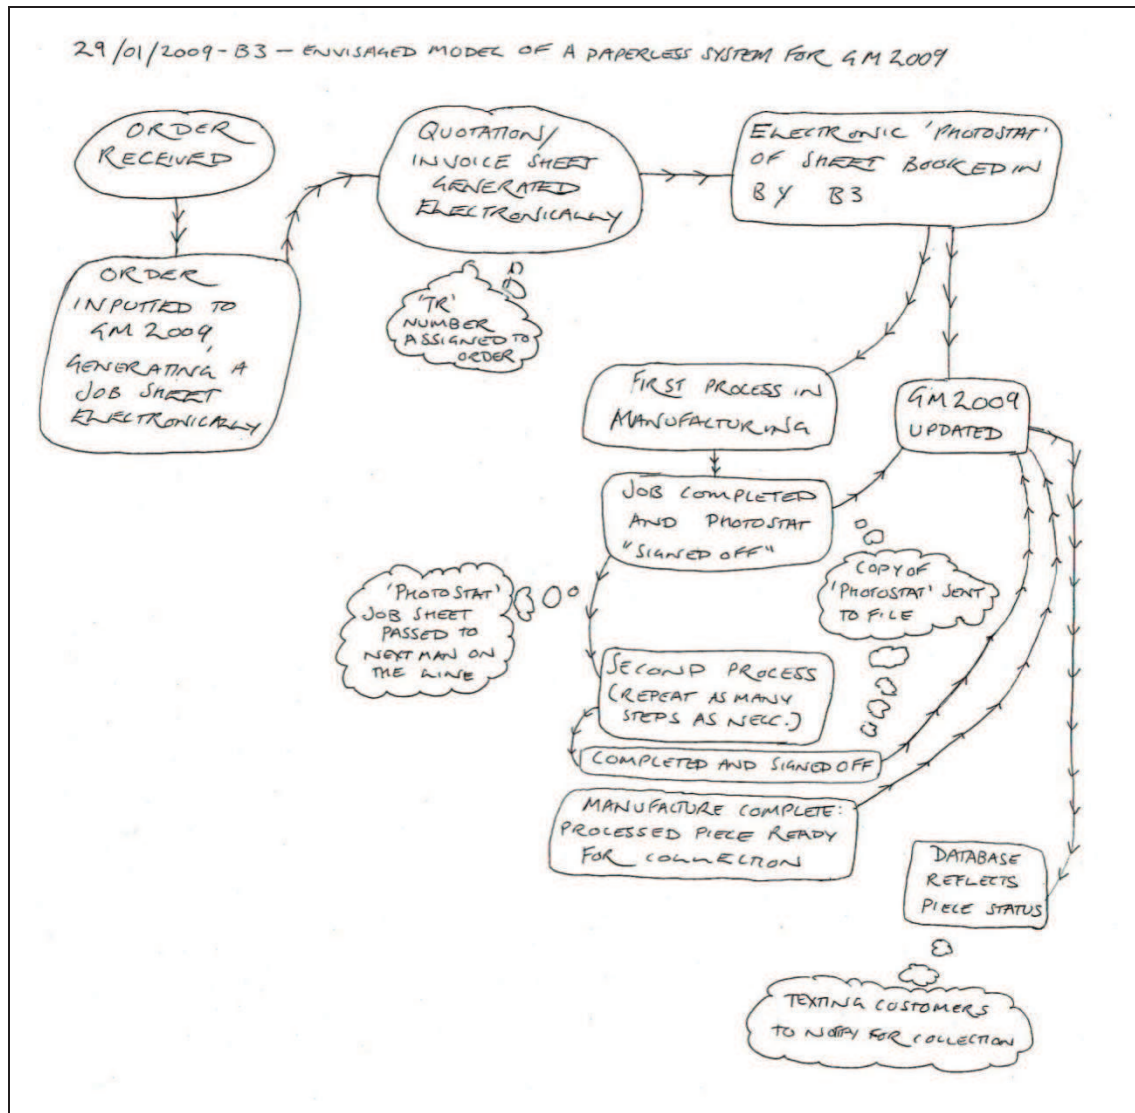 29/01/2009 - B3 - ENVISAGED MODEL OF A PAPERLESS SYSTEM FOR GM2009
ORDER
RECEIVED
ORDER
INPUTTED TO
GM2009,
GENERATING A
JOB SHEET
ELECTRONICALLY
QUOTATION/
INVOICE SHEET
GENERATED
ELECTRONICALLY
'TR'
NUMBER
ASSIGNED TO
ORDER
ELECTRONIC 'PHOTOSTAT'
OF SHEET BOOKED IN
BY B3
FIRST PROCESS IN
MANUFACTURING
GM2009
UPDATED
JOB COMPLETED
AND PHOTOSTAT
"SIGNED OFF"
'PHOTOSTAT'
JOB SHEET
PASSED TO
NEXT MAN ON
THE LINE
COPY OF
'PHOTOSTAT' SENT
TO FILE
SECOND PROCESS
(REPEAT AS MANY
STEPS AS NECC.)
COMPLETED AND SIGNED OFF
MANUFACTURE COMPLETE:
PROCESSED PIECE READY
FOR COLLECTION
DATABASE
REFLECTS
PIECE STATUS
TEXTING CUSTOMERS
TO NOTIFY FOR COLLECTION